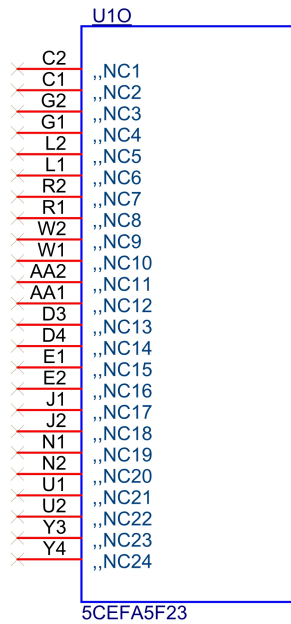 U1O
C2 ,,NC1
C1 ,,NC2
G2 ,,NC3
G1 ,,NC4
L2 ,,NC5
L1 ,,NC6
R2 ,,NC7
R1 ,,NC8
W2 ,,NC9
W1 ,,NC10
AA2 ,,NC11
AA1 ,,NC12
D3 ,,NC13
D4 ,,NC14
E1 ,,NC15
E2 ,,NC16
J1 ,,NC17
J2 ,,NC18
N1 ,,NC19
N2 ,,NC20
U1 ,,NC21
U2 ,,NC22
Y3 ,,NC23
Y4 ,,NC24
5CEFA5F23